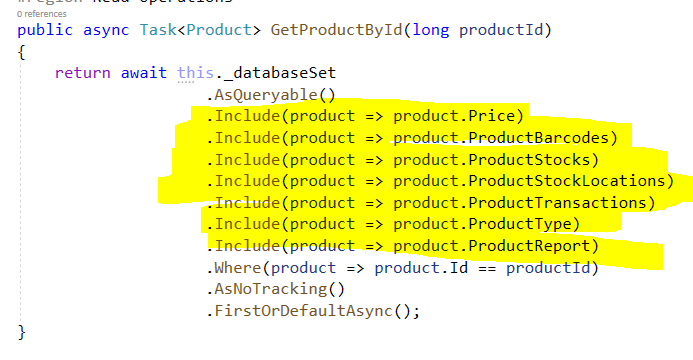 #region Read Operations
0 references
public async Task<Product> GetProductById(long productId)
{
return await this._databaseSet
.AsQueryable()
.Include(product => product.Price)
.Include(product => product.ProductBarcodes)
.Include(product => product.ProductStocks)
.Include(product => product.ProductStockLocations)
.Include(product => product.ProductTransactions)
.Include(product => product.ProductType)
.Include(product => product.ProductReport)
.Where(product => product.Id == productId)
.AsNoTracking()
.FirstOrDefaultAsync();
}